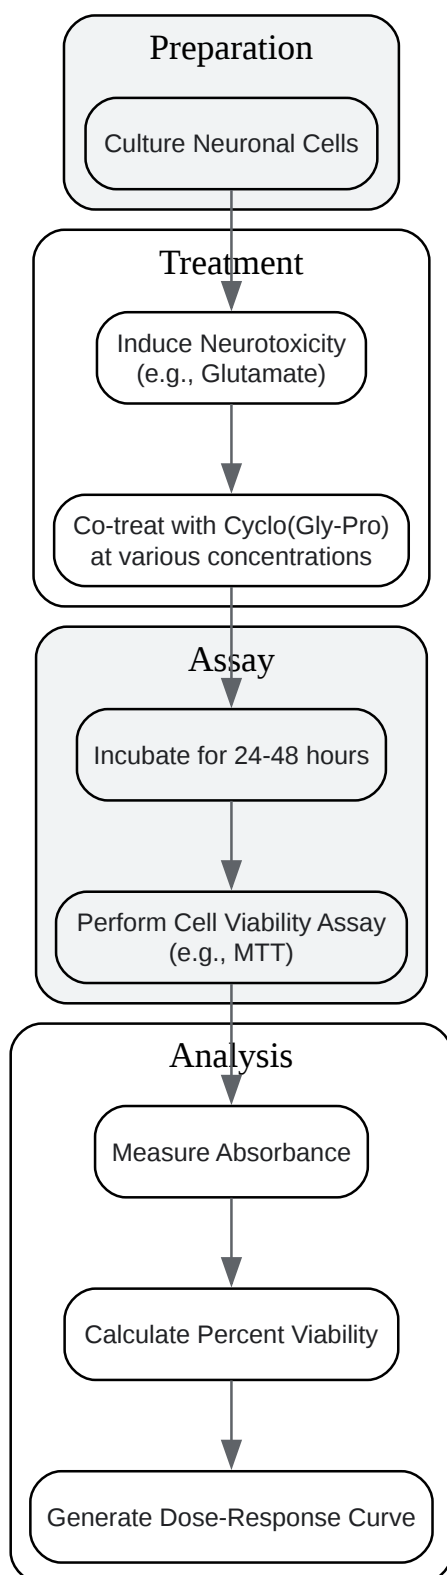 Preparation
Culture Neuronal Cells
Treatment
Induce Neurotoxicity
(e.g., Glutamate)
Co-treat with Cyclo(Gly-Pro)
at various concentrations
Assay
Incubate for 24-48 hours
Perform Cell Viability Assay
(e.g., MTT)
Analysis
Measure Absorbance
Calculate Percent Viability
Generate Dose-Response Curve